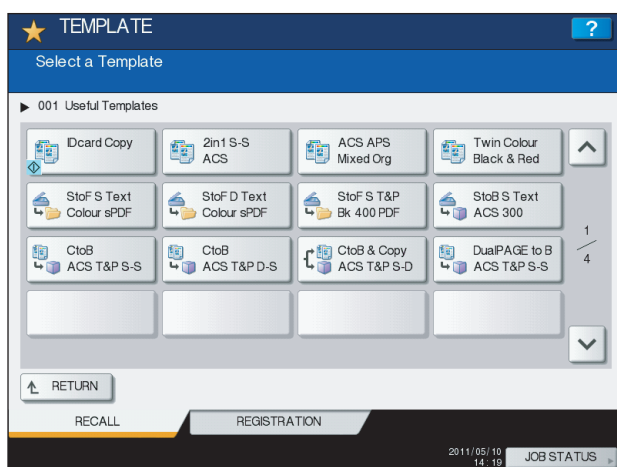 TEMPLATE
?
Select a Template
001 Useful Templates
IDcard Copy
2in1 S-S
ACS
ACS APS
Mixed Org
Twin Colour
Black & Red
StoF S Text
Colour sPDF
StoF D Text
Colour sPDF
StoF S T&P
Bk 400 PDF
StoB S Text
ACS 300
1
4
CtoB
ACS T&P S-S
CtoB
ACS T&P D-S
CtoB & Copy
ACS T&P S-D
DualPAGE to B
ACS T&P S-S
RETURN
RECALL
REGISTRATION
2011/05/10
14:19
JOB STATUS